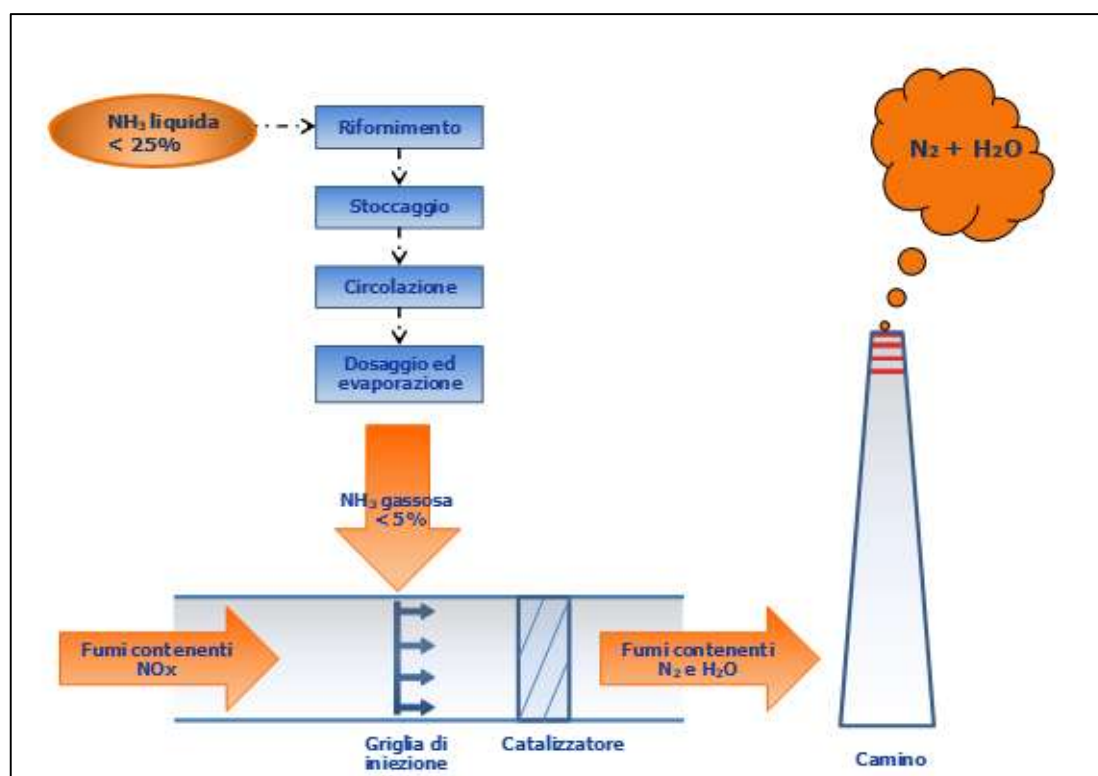 NH₃ liquida
< 25%
Rifornimento
N₂ + H₂O
Stoccaggio
Circolazione
Dosaggio ed
evaporazione
NH₃ gassosa
< 5%
Fumi contenenti
NOx
Fumi contenenti
N₂ e H₂O
Griglia di
iniezione
Catalizzatore
Camino